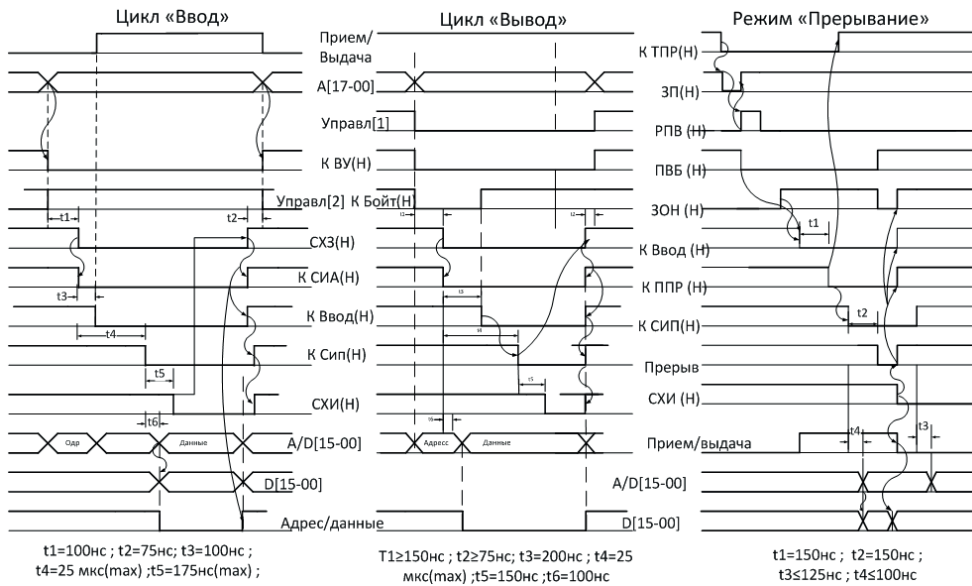 Цикл «Ввод»
Цикл «Вывод»
Режим «Прерывание»
Прием/
Выдача
А[17-00]
Управл[1]
К ВУ(Н)
Управл[2] К Бойт(Н)
t1
t2
СХЗ(Н)
К СИА(Н)
t3
К Ввод(Н)
t4
К Сип(Н)
t5
СХИ(Н)
t6
Одр
Данные
A/D[15-00]
D[15-00]
Адрес/данные
t1=100нс ; t2=75нс; t3=100нс ;
t4=25 мкс(max) ;t5=175нс(max) ;
t5
t6
Адрес
Данные
T1≥150нс ; t2≥75нс; t3=200нс ; t4=25
мкс(max) ;t5=150нс ;t6=100нс
К ТПР(Н)
ЗП(Н)
РПВ (Н)
ПВБ (Н)
ЗОН (Н)
t1
К Ввод (Н)
К ППР (Н)
t2
К СИП(Н)
Прерыв
СХИ (Н)
Прием/выдача
t4
t3
A/D[15-00]
D[15-00]
t1=150нс ; t2=150нс ;
t3≤125нс ; t4≤100нс